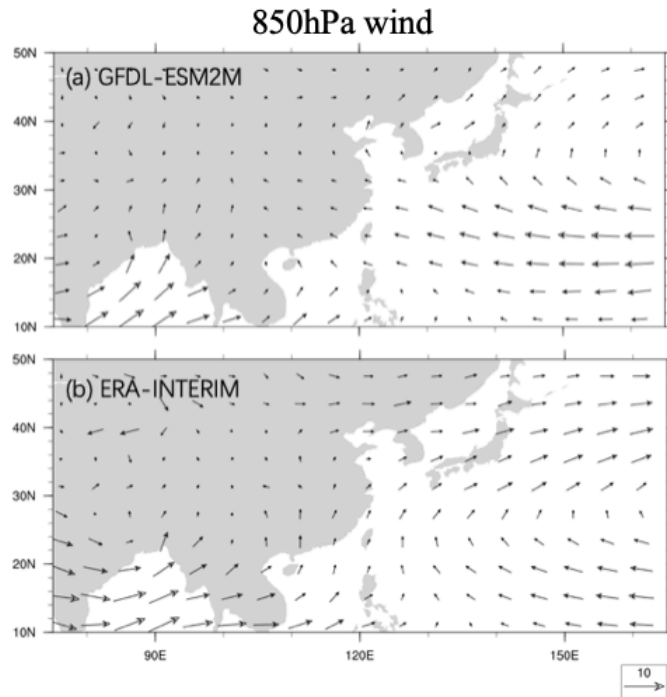 850hPa wind
50N
(a) GFDL-ESM2M
40N
30N
20N
10N
50N
(b) ERA-INTERIM
40N
30N
20N
10N
90E 120E 150E
10